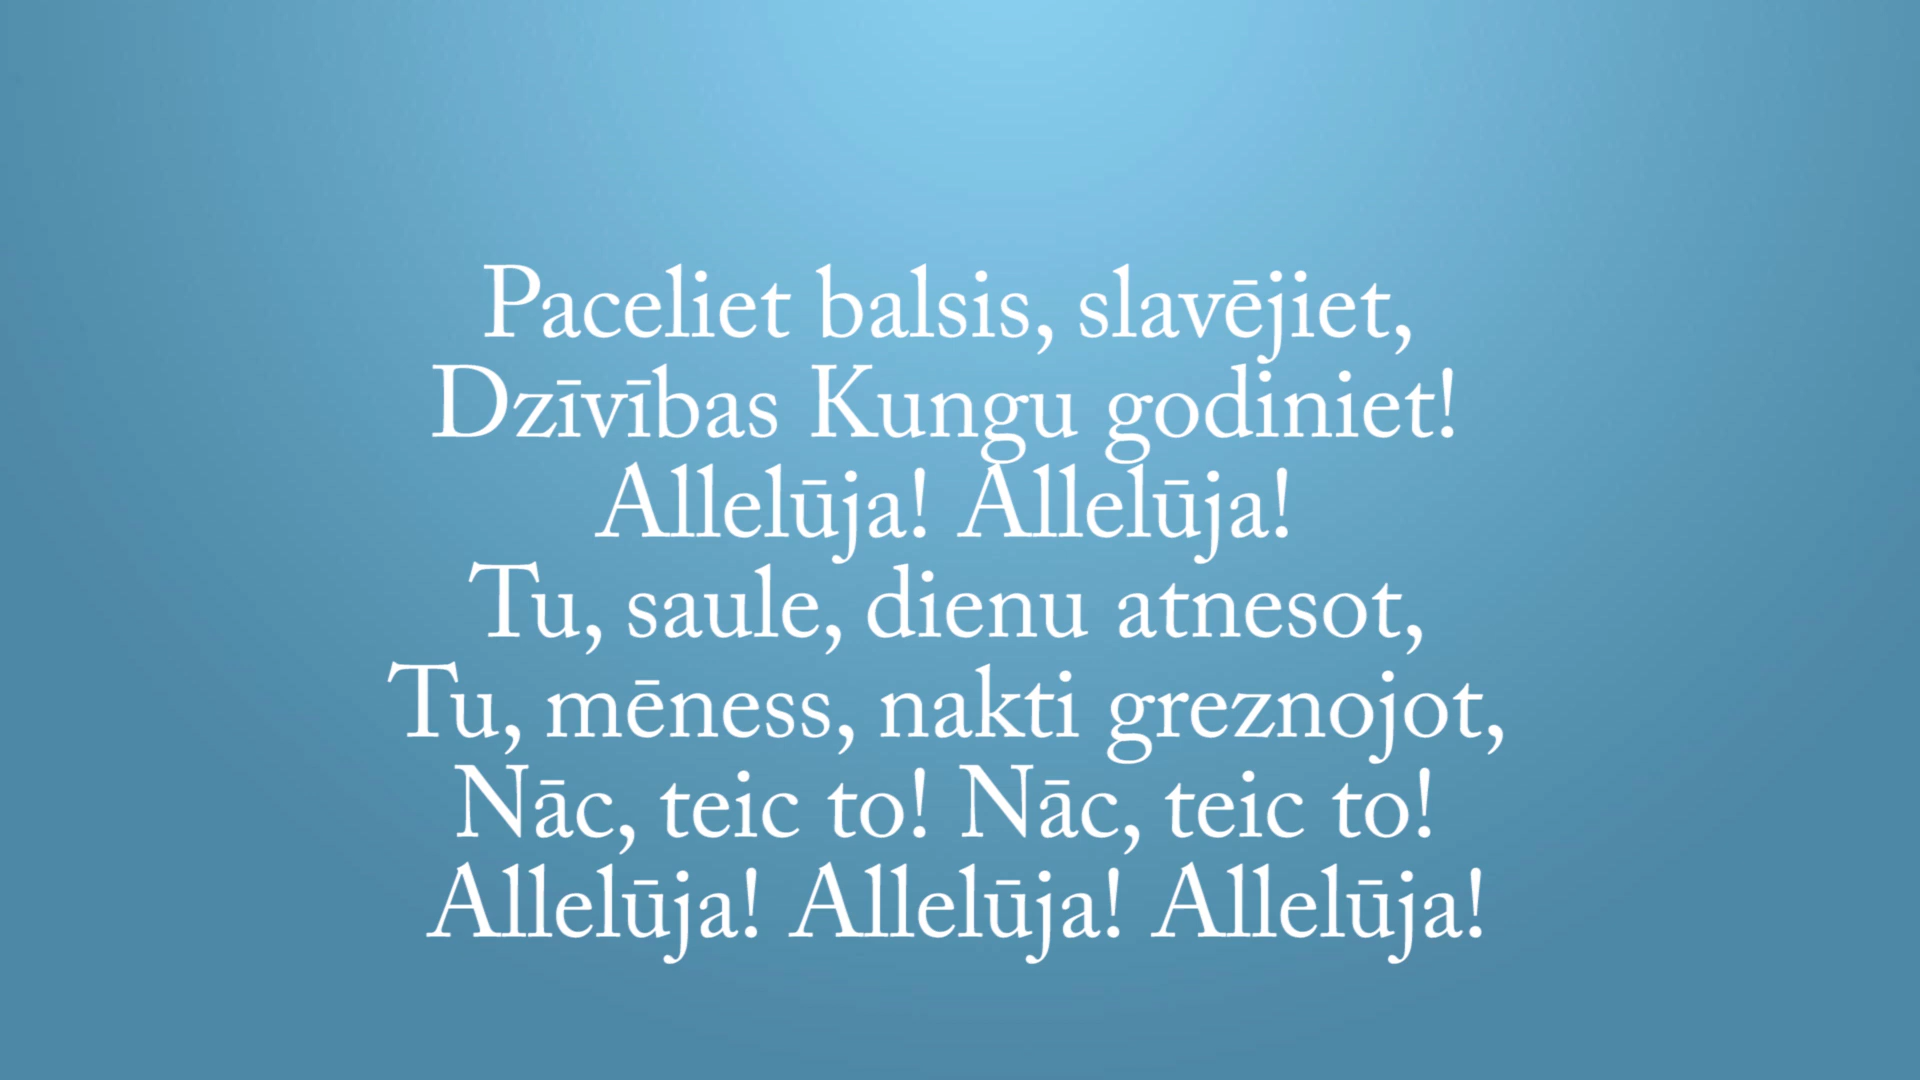 Paceliet balsis, slavējiet,
Dzīvības Kungu godiniet!
Allelūja! Allelūja!
Tu, saule, dienu atnesot,
Tu, mēness, nakti greznojot,
Nāc, teic to! Nāc, teic to!
Allelūja! Allelūja! Allelūja!